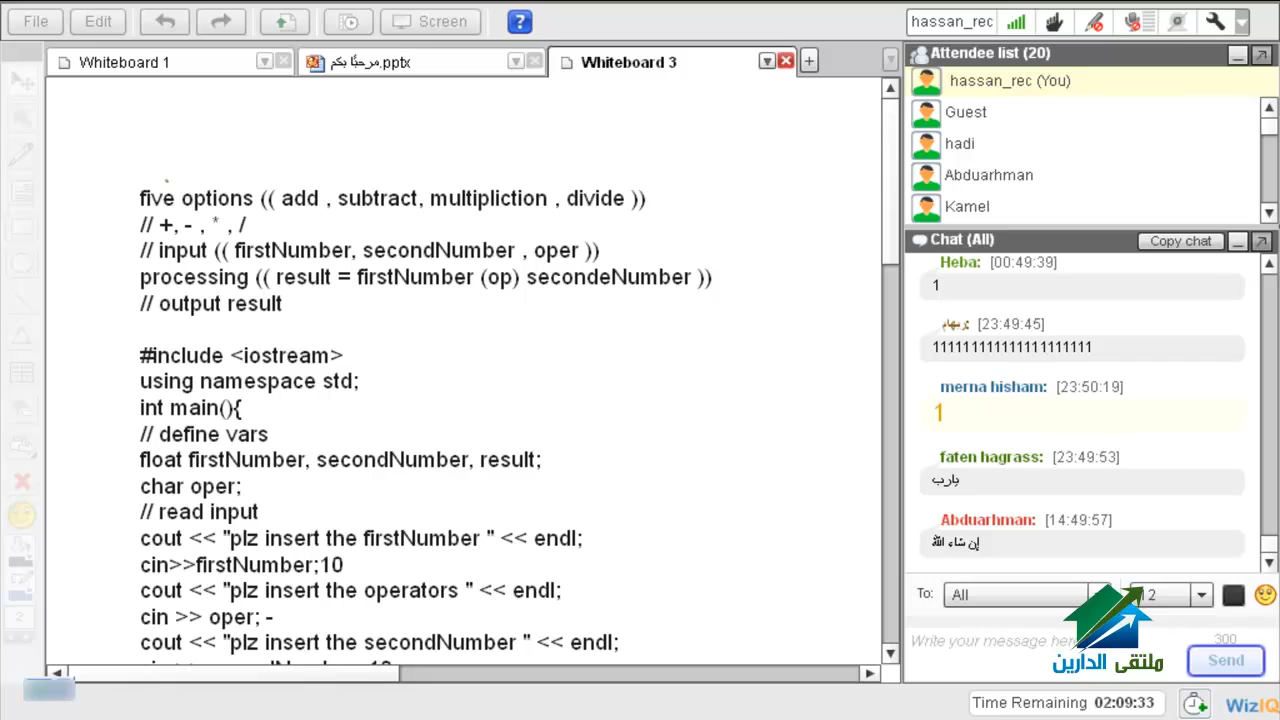 File
Edit
Screen
?
hassan_rec
Whiteboard 1
مرحبًا بكم.pptx
Whiteboard 3
five options (( add , subtract, multipliction , divide ))
// +, - , * , /
// input (( firstNumber, secondNumber , oper ))
processing (( result = firstNumber (op) secondeNumber ))
// output result
#include <iostream>
using namespace std;
int main(){
// define vars
float firstNumber, secondNumber, result;
char oper;
// read input
cout << "plz insert the firstNumber " << endl;
cin>>firstNumber;10
cout << "plz insert the operators " << endl;
cin >> oper; -
cout << "plz insert the secondNumber " << endl;
Attendee list (20)
hassan_rec (You)
Guest
hadi
Abduarhman
Kamel
Chat (All)
Copy chat
Heba: [00:49:39]
1
ريهام: [23:49:45]
11111111111111111111
merna hisham: [23:50:19]
1
faten hagrass: [23:49:53]
يارب
Abduarhman: [14:49:57]
إن شاء الله
To:
All
12
Write your message here
300
Send
ملتقى الدارين
2
Time Remaining 02:09:33
WizIQ